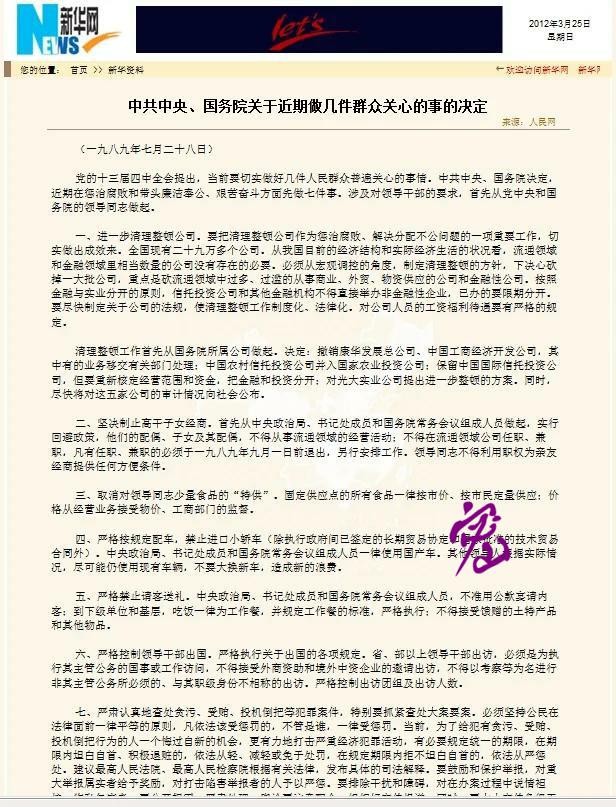 新华网
NEWS
let's
2012年3月25日
星期日
您的位置： 首页 >> 新华资料
欢迎访问新华网 新华
中共中央、国务院关于近期做几件群众关心的事的决定
来源：人民网
（一九八九年七月二十八日）
党的十三届四中全会提出，当前要切实做好几件人民群众普遍关心的事情。中共中央、国务院决定，
近期在惩治腐败和带头廉洁奉公、艰苦奋斗方面先做七件事。涉及对领导干部的要求，首先从党中央和国
务院的领导同志做起。
一、进一步清理整顿公司。要把清理整顿公司作为惩治腐败、解决分配不公问题的一项重要工作，切
实做出成效来。全国现有二十九万多个公司。从我国目前的经济结构和实际经济生活的状况看，流通领域
和金融领域里相当数量的公司没有存在的必要。必须从宏观调控的角度，制定清理整顿的方针，下决心砍
掉一大批公司，重点是砍流通领域中过多、过滥的从事商业、外贸、物资供应的公司和金融性公司。按照
金融与实业分开的原则，信托投资公司和其他金融机构不得直接举办非金融性企业，已办的要限期分开。
要尽快制定关于公司的法规，使清理整顿工作制度化、法律化。对公司人员的工资福利待遇要有严格的规
定。
清理整顿工作首先从国务院所属公司做起。决定：撤销康华发展总公司、中国工商经济开发公司，其
中有的业务移交有关部门处理；中国农村信托投资公司并入国家农业投资公司；保留中国国际信托投资公
司，但要重新核定经营范围和资金，把金融和投资分开；对光大实业公司提出进一步整顿的方案。同时，
尽快将对这五家公司的审计情况向社会公布。
二、坚决制止高干子女经商。首先从中央政治局、书记处成员和国务院常务会议组成人员做起，实行
回避政策，他们的配偶、子女及其配偶，不得从事流通领域的经营活动；不得在流通领域公司任职、兼
职，凡有任职、兼职的必须于一九八九年九月一日前退出，另行安排工作。领导同志不得利用职权为亲友
经商提供任何方便条件。
三、取消对领导同志少量食品的“特供”。固定供应点的所有食品一律按市价、按市民定量供应；价
格从经营业务接受物价、工商部门的监督。
四、严格按规定配车，禁止进口小轿车（除执行政府间已签定的长期贸易协定和 批准的技术贸易
合同外）。中央政治局、书记处成员和国务院常务会议组成人员一律使用国产车。其他领导人 据实际情
况，尽可能仍使用现有车辆，不要大换新车，造成新的浪费。
五、严格禁止请客送礼。中央政治局、书记处成员和国务院常务会议组成人员，不准用公款宴请内
客；到下级单位和基层，吃饭一律为工作餐，并规定工作餐的标准，严格执行；不得接受馈赠的土特产品
和其他物品。
六、严格控制领导干部出国。严格执行关于出国的各项规定。省、部以上领导干部出访，必须是为执
行其主管公务的国事或工作访问，不得接受外商资助和境外中资企业的邀请出访，不得以考察等为名进行
非其主管公务所必须的、与其职级身份不相称的出访。严格控制出访团组及出访人数。
七、严肃认真地查处贪污、受贿、投机倒把等犯罪案件，特别要抓紧查处大案要案。必须坚持公民在
法律面前一律平等的原则，凡依法该受惩罚的，不管是谁，一律受惩罚。当前，为了给犯有贪污、受贿、
投机倒把行为的人一个悔过自新的机会，更有力地打击严重经济犯罪活动，有必要规定统一的期限，在期
限内坦白自首、积极退赃的，依法从轻、减轻或免于处罚，在规定期限内拒不坦白自首的，依法从严惩
处。建议最高人民法院、最高人民检察院根据有关法律，发布具体的司法解释。要鼓励和保护举报，对重
大举报属实者给予奖励，对打击陷害举报者的人予以严惩。要排除干扰和障碍，对在办案过程中说情袒